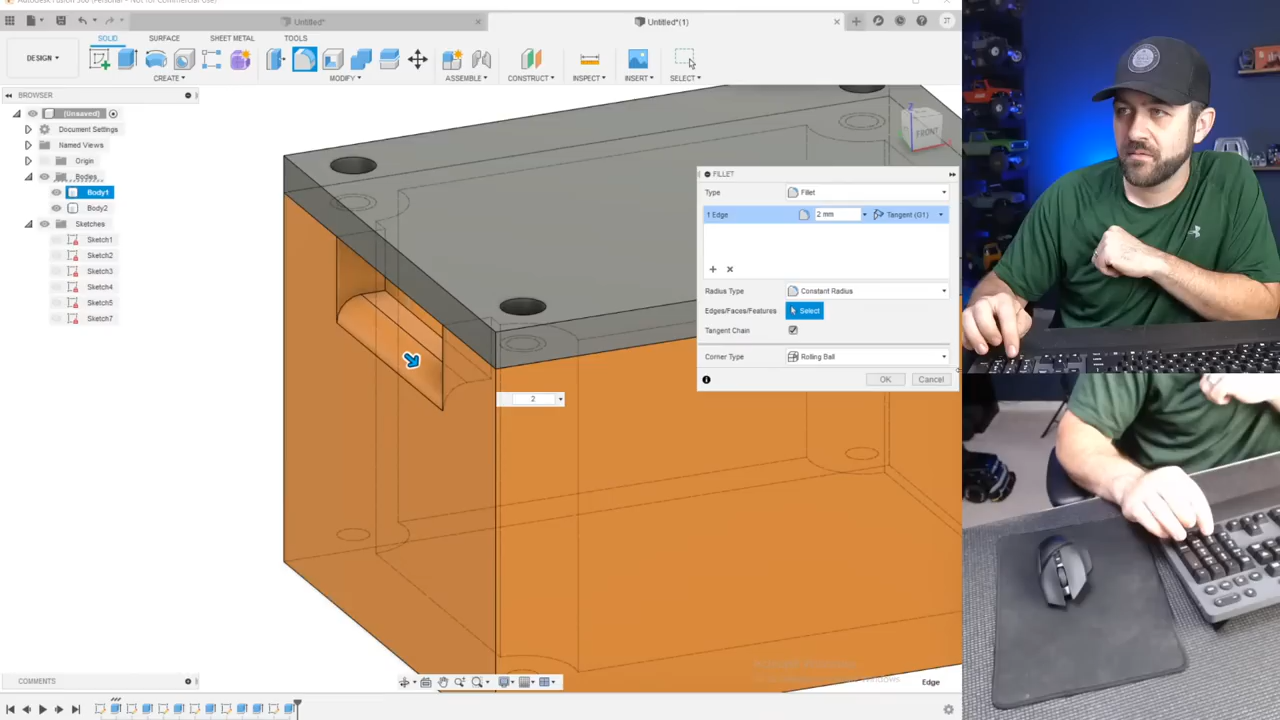 Autodesk Fusion 360 (Personal - Not for Commercial Use)
Untitled*
Untitled*(1)
JT
DESIGN
SOLID
SURFACE
SHEET METAL
TOOLS
CREATE
MODIFY
ASSEMBLE
CONSTRUCT
INSPECT
INSERT
SELECT
BROWSER
(Unsaved)
Document Settings
Named Views
Origin
Bodies
Body1
Body2
Sketches
Sketch1
Sketch2
Sketch3
Sketch4
Sketch5
Sketch7
Z
FRONT
FILLET
Type
Fillet
1 Edge
2 mm
Tangent (G1)
Radius Type
Constant Radius
Edges/Faces/Features
Select
Tangent Chain
Corner Type
Rolling Ball
OK
Cancel
2
COMMENTS
Edge